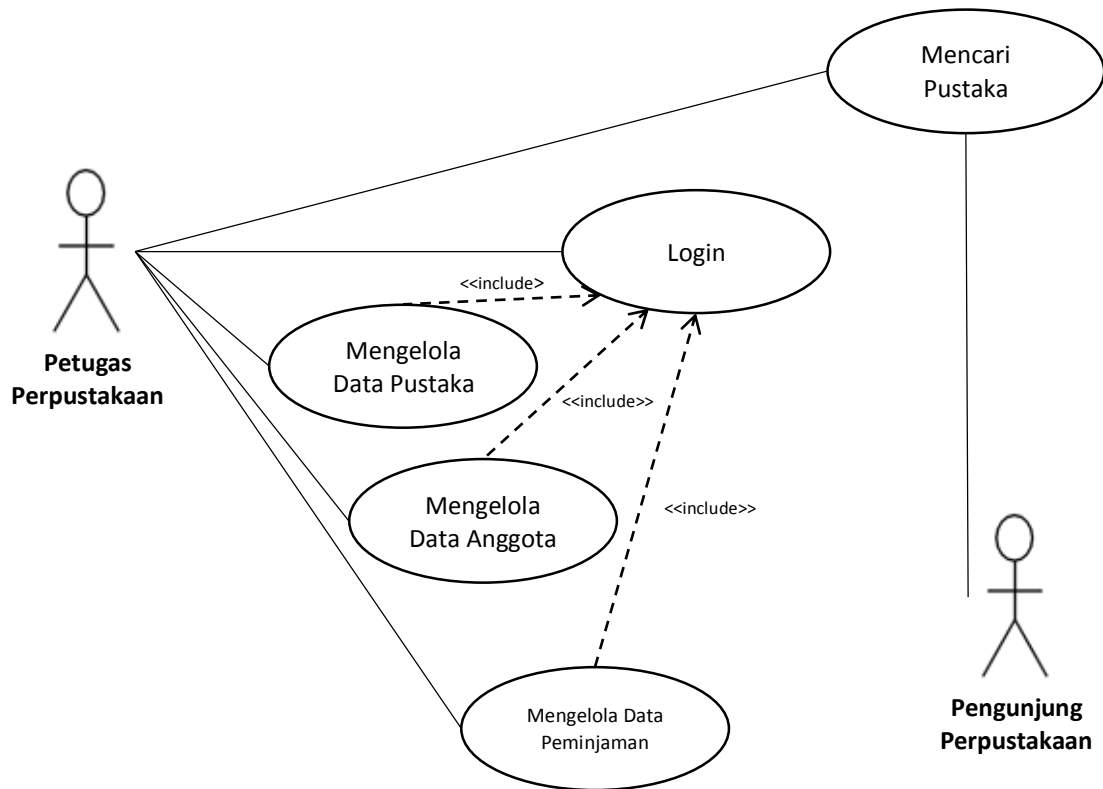 Mencari
Pustaka
Login
<<include>
Mengelola
Data Pustaka
Petugas
Perpustakaan
<<include>>
Mengelola
Data Anggota
<<include>>
Mengelola Data
Peminjaman
Pengunjung
Perpustakaan